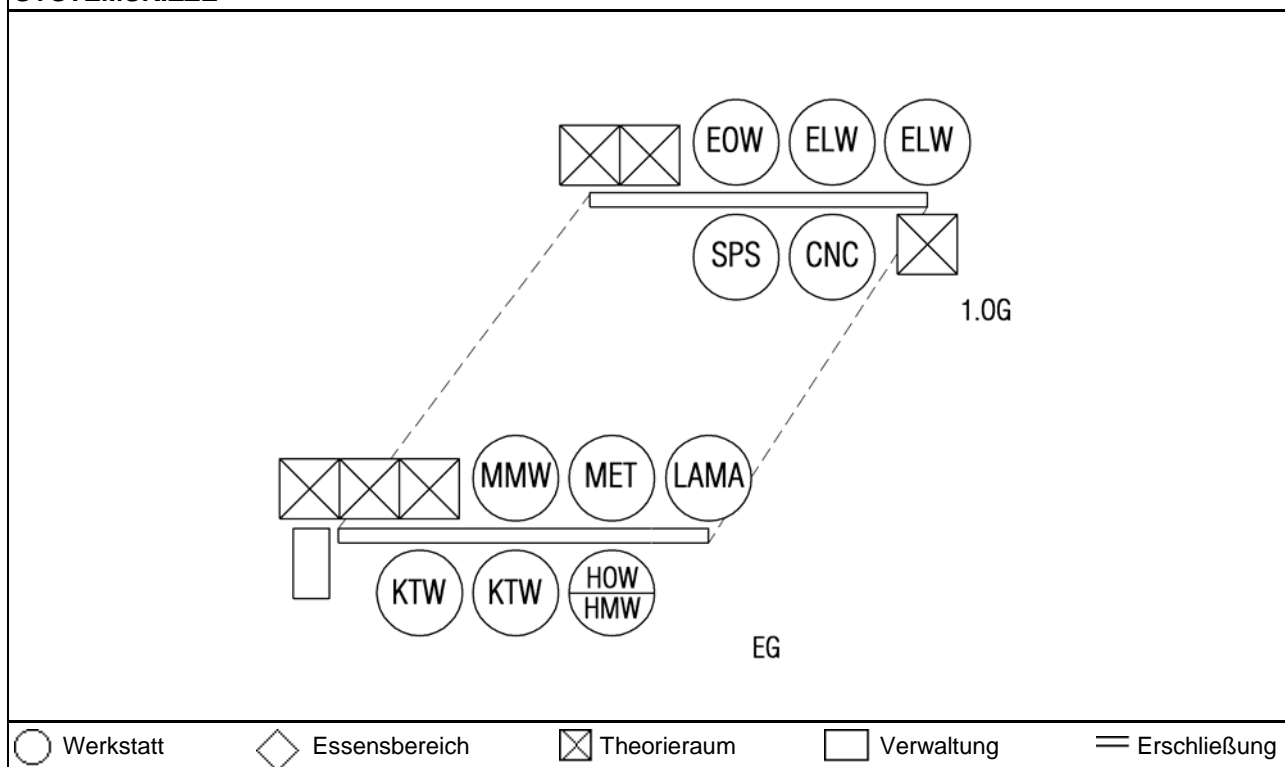 EOW ELW ELW
SPS CNC
1.OG
MMW MET LAMA
KTW KTW HOW
HMW
EG
Werkstatt Essensbereich Theorieraum Verwaltung Erschließung